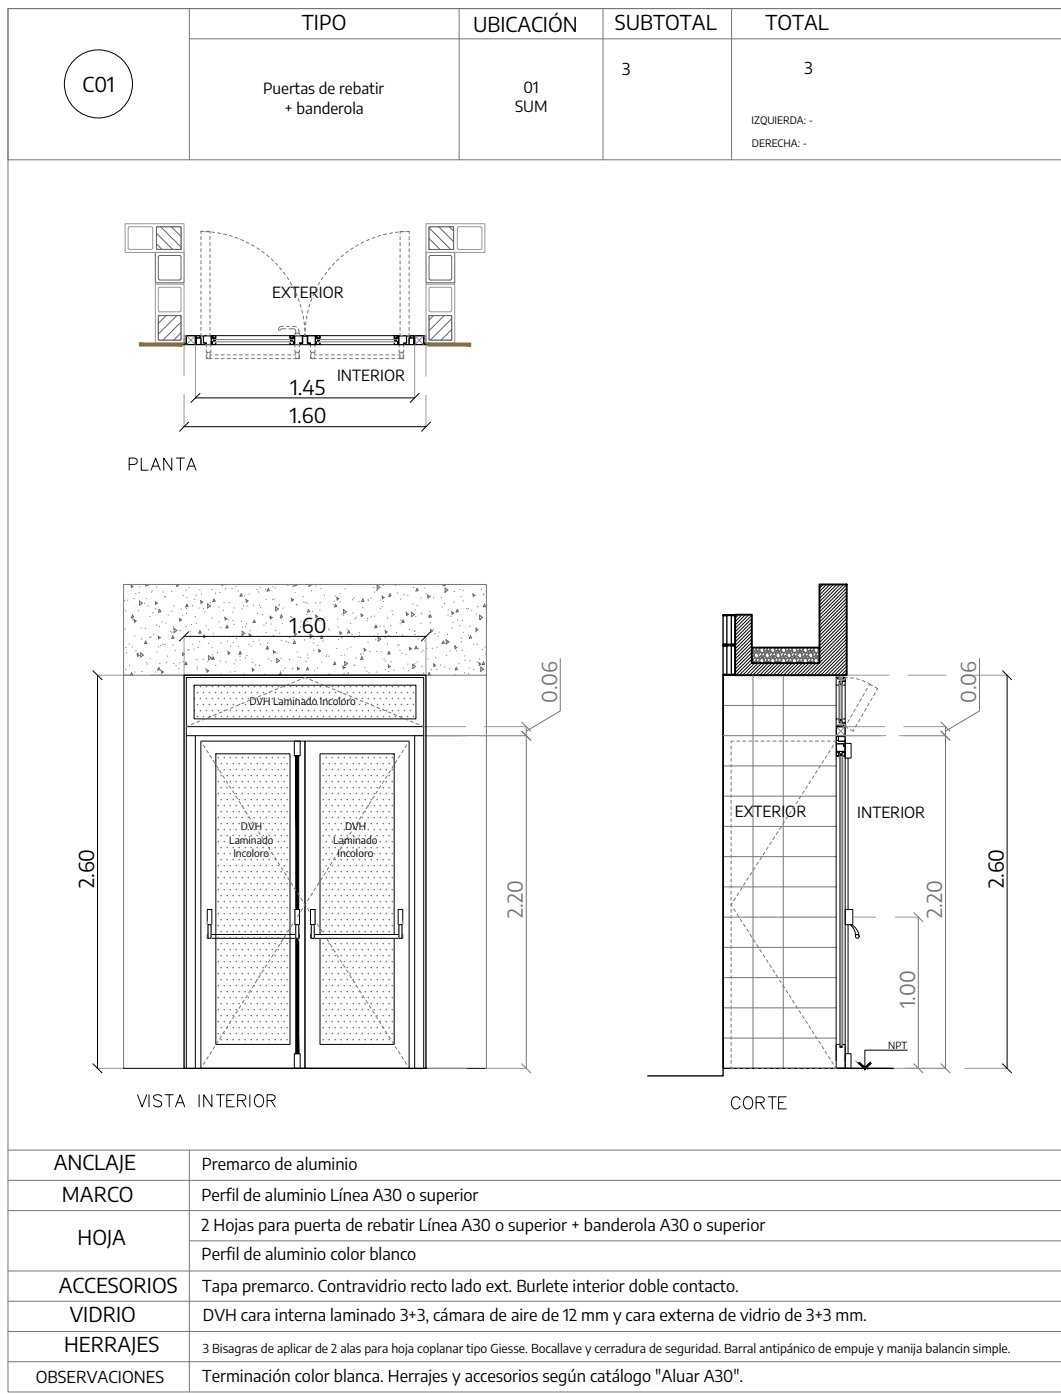 TIPO
UBICACIÓN
SUBTOTAL
TOTAL
C01
Puertas de rebatir
+ banderola
01
SUM
3
3
IZQUIERDA: -
DERECHA: -
EXTERIOR
INTERIOR
1.45
1.60
PLANTA
1.60
DVH Laminado Incoloro
0.06
DVH
Laminado
Incoloro
DVH
Laminado
Incoloro
2.60
2.20
VISTA INTERIOR
0.06
EXTERIOR
INTERIOR
2.60
2.20
1.00
NPT
CORTE
ANCLAJE
Premarco de aluminio
MARCO
Perfil de aluminio Línea A30 o superior
HOJA
2 Hojas para puerta de rebatir Línea A30 o superior + banderola A30 o superior
Perfil de aluminio color blanco
ACCESORIOS
Tapa premarco. Contravidrio recto lado ext. Burlete interior doble contacto.
VIDRIO
DVH cara interna laminado 3+3, cámara de aire de 12 mm y cara externa de vidrio de 3+3 mm.
HERRAJES
3 Bisagras de aplicar de 2 alas para hoja coplanar tipo Giesse. Bocallave y cerradura de seguridad. Barral antipánico de empuje y manija balancin simple.
OBSERVACIONES
Terminación color blanca. Herrajes y accesorios según catálogo "Aluar A30".